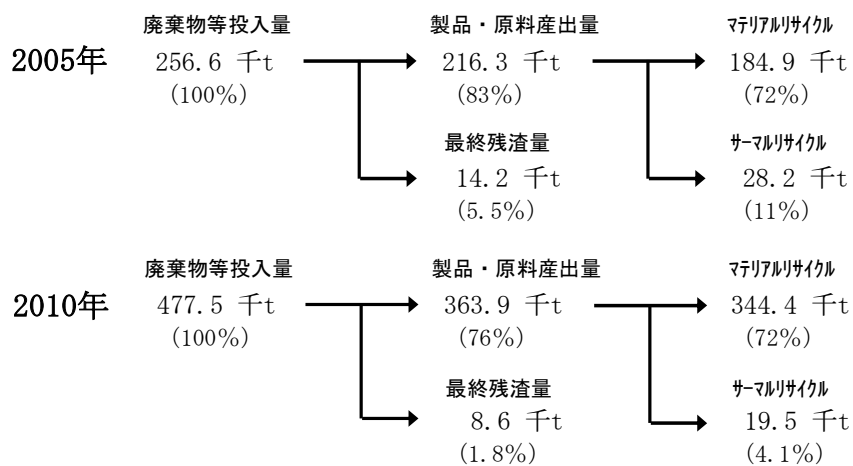 廃棄物等投入量 製品・原料産出量 ﾏﾃﾘｱﾙﾘｻｲｸﾙ
2005年 256.6 千t 216.3 千t 184.9 千t
(100%) (83%) (72%)
最終残渣量 ｻｰﾏﾙﾘｻｲｸﾙ
14.2 千t 28.2 千t
(5.5%) (11%)
廃棄物等投入量 製品・原料産出量 ﾏﾃﾘｱﾙﾘｻｲｸﾙ
2010年 477.5 千t 363.9 千t 344.4 千t
(100%) (76%) (72%)
最終残渣量 ｻｰﾏﾙﾘｻｲｸﾙ
8.6 千t 19.5 千t
(1.8%) (4.1%)